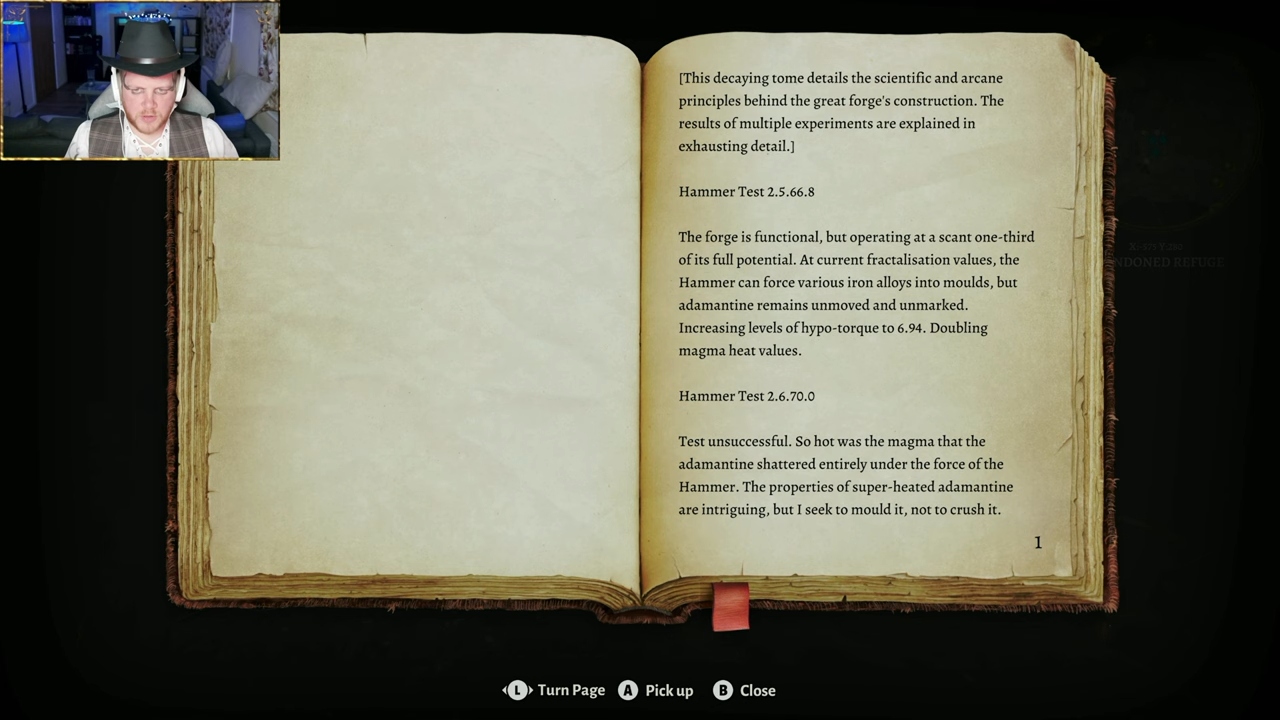 [This decaying tome details the scientific and arcane
principles behind the great forge's construction. The
results of multiple experiments are explained in
exhausting detail.]
Hammer Test 2.5.66.8
The forge is functional, but operating at a scant one-third
of its full potential. At current fractalisation values, the
Hammer can force various iron alloys into moulds, but
adamantine remains unmoved and unmarked.
Increasing levels of hypo-torque to 6.94. Doubling
magma heat values.
Hammer Test 2.6.70.0
Test unsuccessful. So hot was the magma that the
adamantine shattered entirely under the force of the
Hammer. The properties of super-heated adamantine
are intriguing, but I seek to mould it, not to crush it.
1
NDONED REFUGE
L Turn Page A Pick up B Close